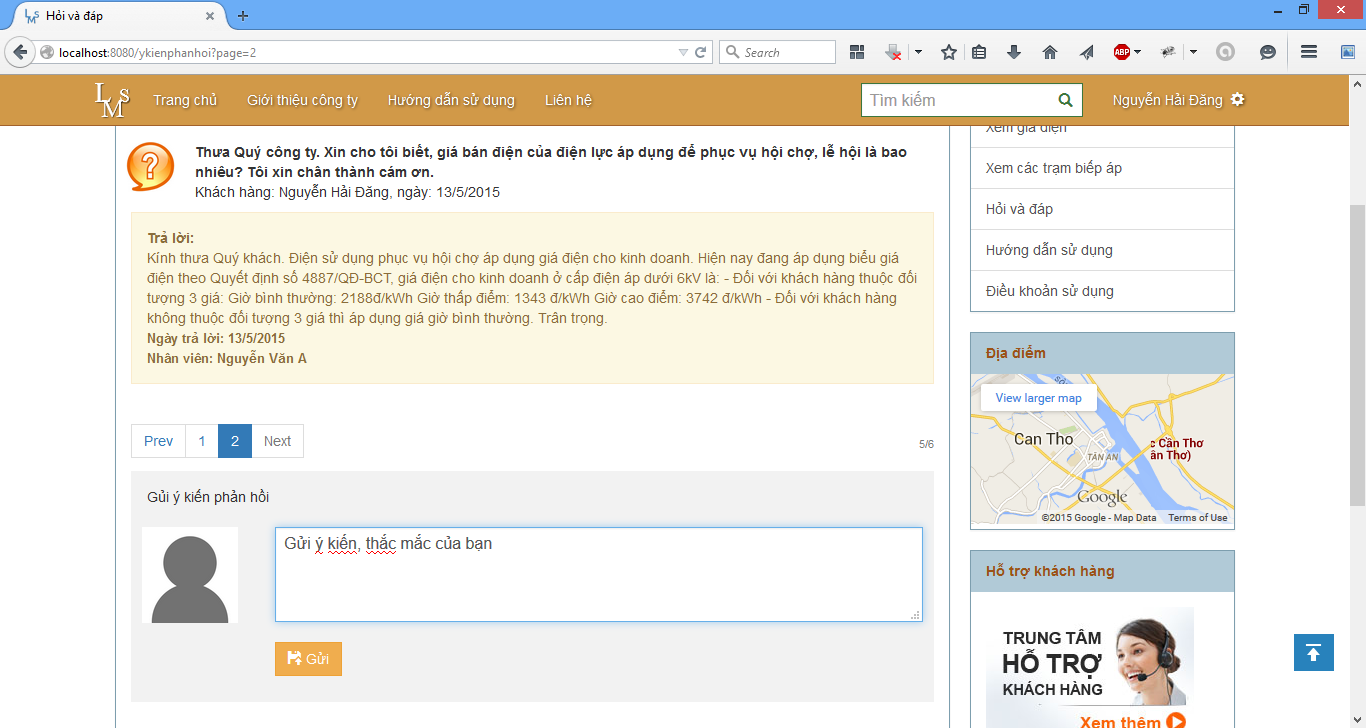 Hỏi và đáp
localhost:8080/ykienphanhoi?page=2
Search
ABP
LMS
Trang chủ
Giới thiệu công ty
Hướng dẫn sử dụng
Liên hệ
Tìm kiếm
Nguyễn Hải Đăng
Thưa Quý công ty. Xin cho tôi biết, giá bán điện của điện lực áp dụng để phục vụ hội chợ, lễ hội là bao
nhiêu? Tôi xin chân thành cám ơn.
Khách hàng: Nguyễn Hải Đăng, ngày: 13/5/2015
Trả lời:
Kính thưa Quý khách. Điện sử dụng phục vụ hội chợ áp dụng giá điện cho kinh doanh. Hiện nay đang áp dụng biểu giá
điện theo Quyết định số 4887/QĐ-BCT, giá điện cho kinh doanh ở cấp điện áp dưới 6kV là: - Đối với khách hàng thuộc đối
tượng 3 giá: Giờ bình thường: 2188đ/kWh Giờ thấp điểm: 1343 đ/kWh Giờ cao điểm: 3742 đ/kWh - Đối với khách hàng
không thuộc đối tượng 3 giá thì áp dụng giá giờ bình thường. Trân trọng.
Ngày trả lời: 13/5/2015
Nhân viên: Nguyễn Văn A
Prev
1
2
Next
5/6
Gủi ý kiến phản hồi
Gửi ý kiến, thắc mắc của bạn
Gửi
Xem giá điện
Xem các trạm biếp áp
Hỏi và đáp
Hướng dẫn sử dụng
Điều khoản sử dụng
Địa điểm
View larger map
Can Tho
TÂN AN
c Cần Thơ
ần Thơ)
Google
©2015 Google - Map Data
Terms of Use
Hỗ trợ khách hàng
TRUNG TÂM
HỖ TRỢ
KHÁCH HÀNG
Xem thêm